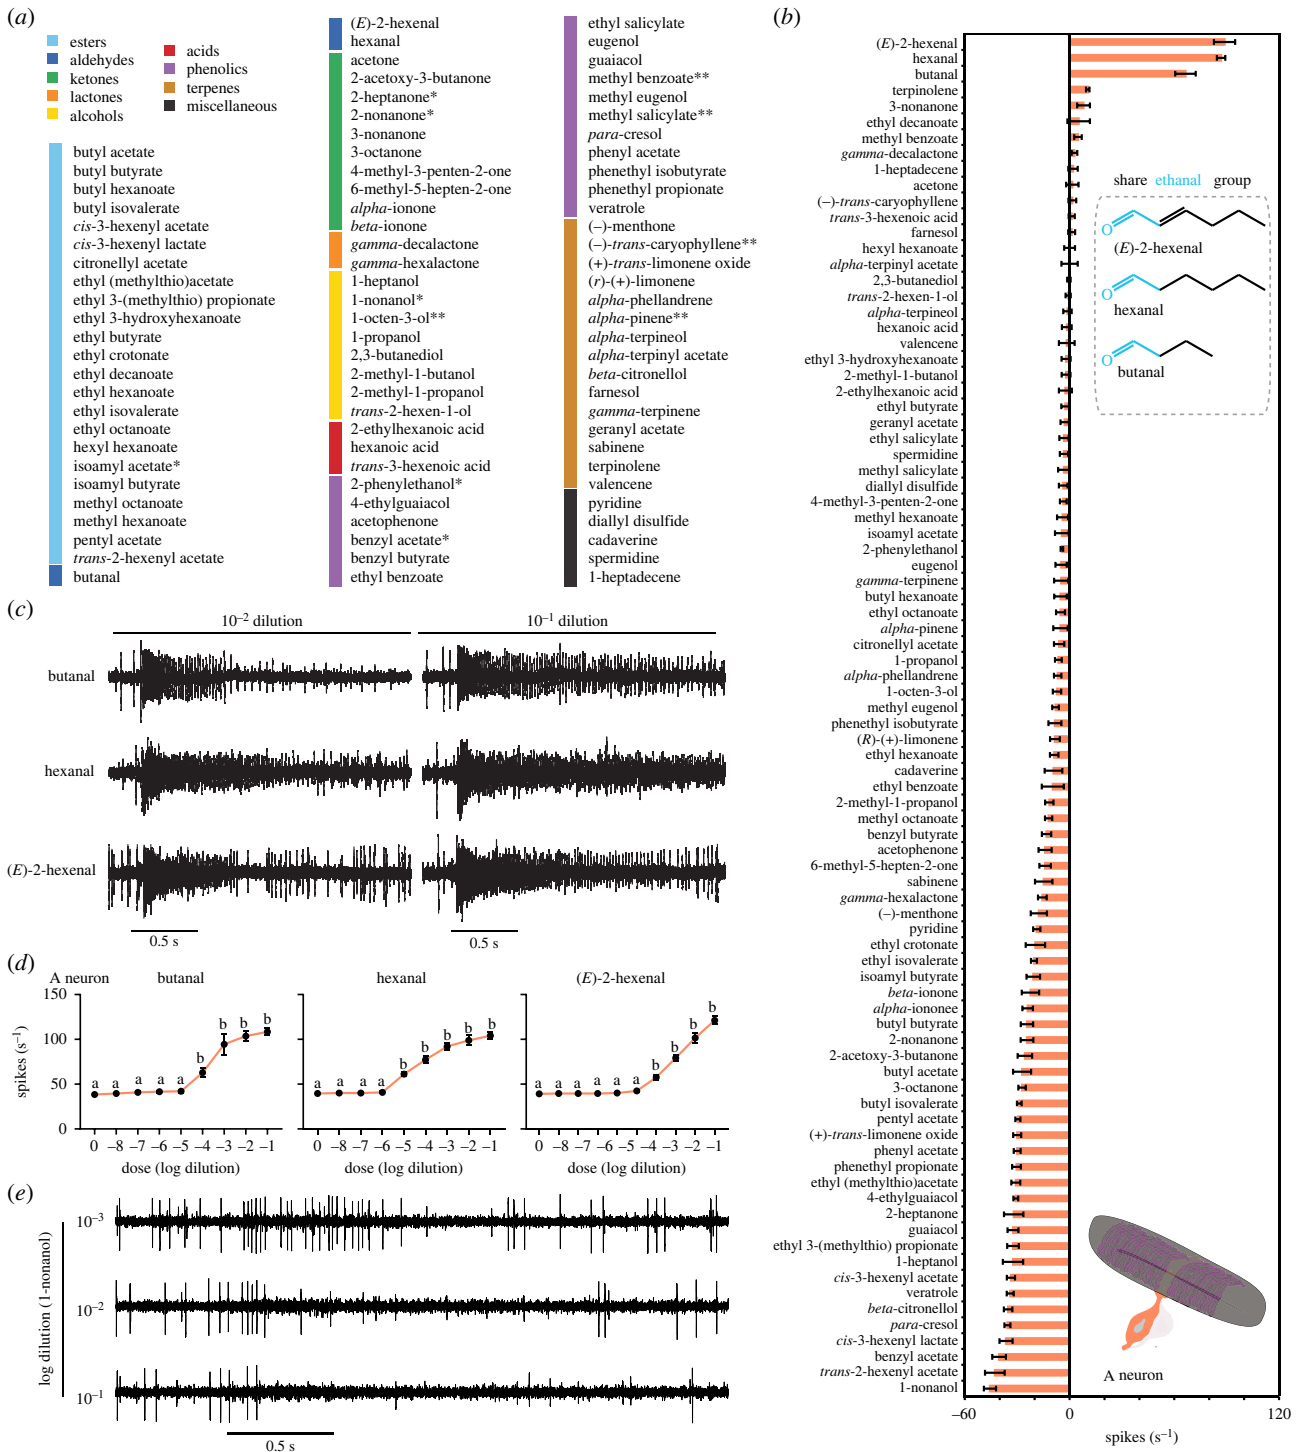 (a)
esters
aldehydes
ketones
lactones
alcohols
acids
phenolics
terpenes
miscellaneous
butyl acetate
butyl butyrate
butyl hexanoate
butyl isovalerate
cis-3-hexenyl acetate
cis-3-hexenyl lactate
citronellyl acetate
ethyl (methylthio)acetate
ethyl 3-(methylthio) propionate
ethyl 3-hydroxyhexanoate
ethyl butyrate
ethyl crotonate
ethyl decanoate
ethyl hexanoate
ethyl isovalerate
ethyl octanoate
hexyl hexanoate
isoamyl acetate*
isoamyl butyrate
methyl octanoate
methyl hexanoate
pentyl acetate
trans-2-hexenyl acetate
butanal
(E)-2-hexenal
hexanal
acetone
2-acetoxy-3-butanone
2-heptanone*
2-nonanone*
3-nonanone
3-octanone
4-methyl-3-penten-2-one
6-methyl-5-hepten-2-one
alpha-ionone
beta-ionone
gamma-decalactone
gamma-hexalactone
1-heptanol
1-nonanol*
1-octen-3-ol**
1-propanol
2,3-butanediol
2-methyl-1-butanol
2-methyl-1-propanol
trans-2-hexen-1-ol
2-ethylhexanoic acid
hexanoic acid
trans-3-hexenoic acid
2-phenylethanol*
4-ethylguaiacol
acetophenone
benzyl acetate*
benzyl butyrate
ethyl benzoate
ethyl salicylate
eugenol
guaiacol
methyl benzoate**
methyl eugenol
methyl salicylate**
para-cresol
phenyl acetate
phenethyl isobutyrate
phenethyl propionate
veratrole
(–)-menthone
(–)-trans-caryophyllene**
(+)-trans-limonene oxide
(r)-(+)-limonene
alpha-phellandrene
alpha-pinene**
alpha-terpineol
alpha-terpinyl acetate
beta-citronellol
farnesol
gamma-terpinene
geranyl acetate
sabinene
terpinolene
valencene
pyridine
diallyl disulfide
cadaverine
spermidine
1-heptadecene
(b)
(E)-2-hexenal
hexanal
butanal
terpinolene
3-nonanone
ethyl decanoate
methyl benzoate
gamma-decalactone
1-heptadecene
acetone
(–)-trans-caryophyllene
trans-3-hexenoic acid
farnesol
hexyl hexanoate
alpha-terpinyl acetate
2,3-butanediol
trans-2-hexen-1-ol
alpha-terpineol
hexanoic acid
valencene
ethyl 3-hydroxyhexanoate
2-methyl-1-butanol
2-ethylhexanoic acid
ethyl butyrate
geranyl acetate
ethyl salicylate
spermidine
methyl salicylate
diallyl disulfide
4-methyl-3-penten-2-one
methyl hexanoate
isoamyl acetate
2-phenylethanol
eugenol
gamma-terpinene
butyl hexanoate
ethyl octanoate
alpha-pinene
citronellyl acetate
1-propanol
alpha-phellandrene
1-octen-3-ol
methyl eugenol
phenethyl isobutyrate
(R)-(+)-limonene
ethyl hexanoate
cadaverine
ethyl benzoate
2-methyl-1-propanol
methyl octanoate
benzyl butyrate
acetophenone
6-methyl-5-hepten-2-one
sabinene
gamma-hexalactone
(–)-menthone
pyridine
ethyl crotonate
ethyl isovalerate
isoamyl butyrate
beta-ionone
alpha-iononee
butyl butyrate
2-nonanone
2-acetoxy-3-butanone
butyl acetate
3-octanone
butyl isovalerate
pentyl acetate
(+)-trans-limonene oxide
phenyl acetate
phenethyl propionate
ethyl (methylthio)acetate
4-ethylguaiacol
2-heptanone
guaiacol
ethyl 3-(methylthio) propionate
1-heptanol
cis-3-hexenyl acetate
veratrole
beta-citronellol
para-cresol
cis-3-hexenyl lactate
benzyl acetate
trans-2-hexenyl acetate
1-nonanol
–60 0 120
spikes (s⁻¹)
share ethanal group
O
(E)-2-hexenal
O
hexanal
O
butanal
A neuron
(c)
10⁻² dilution 10⁻¹ dilution
butanal
hexanal
(E)-2-hexenal
0.5 s 0.5 s
(d)
A neuron butanal hexanal (E)-2-hexenal
spikes (s⁻¹)
150
100
50
0
a a a a a b b b b
a a a a b b b b b
a a a a a b b b b
0 –8 –7 –6 –5 –4 –3 –2 –1
0 –8 –7 –6 –5 –4 –3 –2 –1
0 –8 –7 –6 –5 –4 –3 –2 –1
dose (log dilution) dose (log dilution) dose (log dilution)
(e)
log dilution (1-nonanol)
10⁻³
10⁻²
10⁻¹
0.5 s